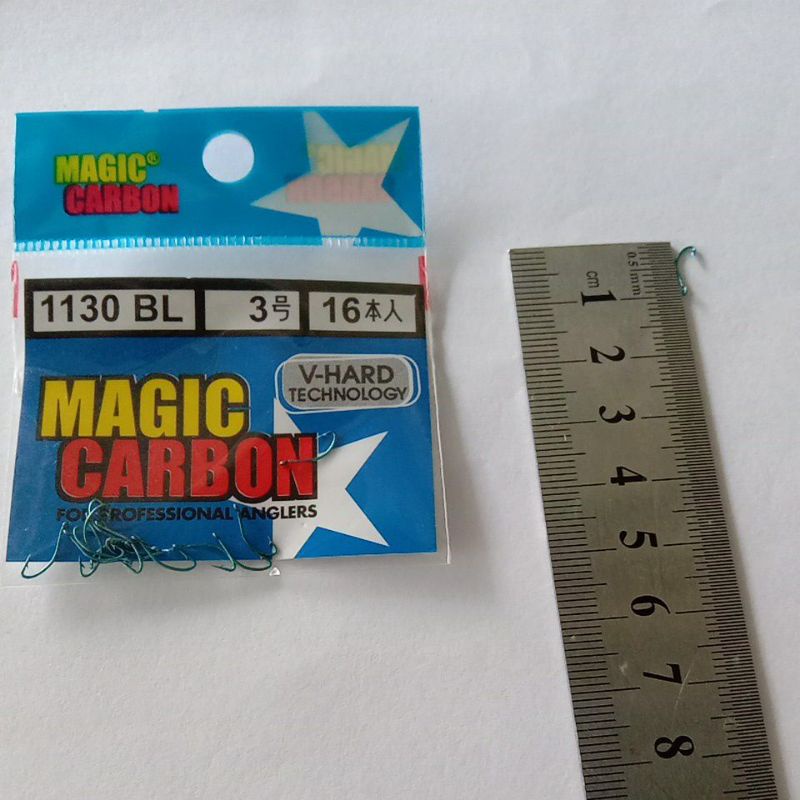 MAGIC®
CARBON
1130 BL
3号
16本入
V-HARD
TECHNOLOGY
MAGIC
CARBON
FOR PROFESSIONAL ANGLERS
0.5mm
cm
1
2
3
4
5
6
7
8